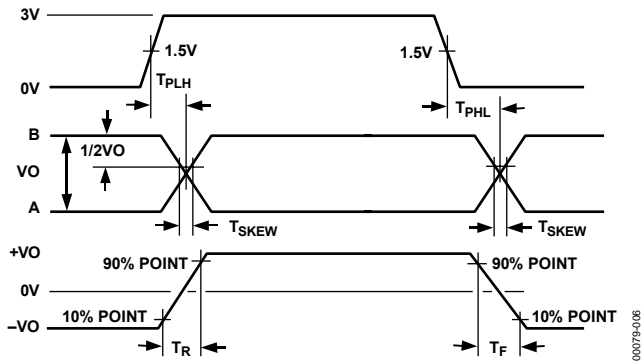 3V
1.5V
1.5V
0V
TPLH
TPHL
B
1/2VO
VO
A
TSKEW
TSKEW
+VO
90% POINT
90% POINT
0V
10% POINT
10% POINT
–VO
TR
TF
00079-006